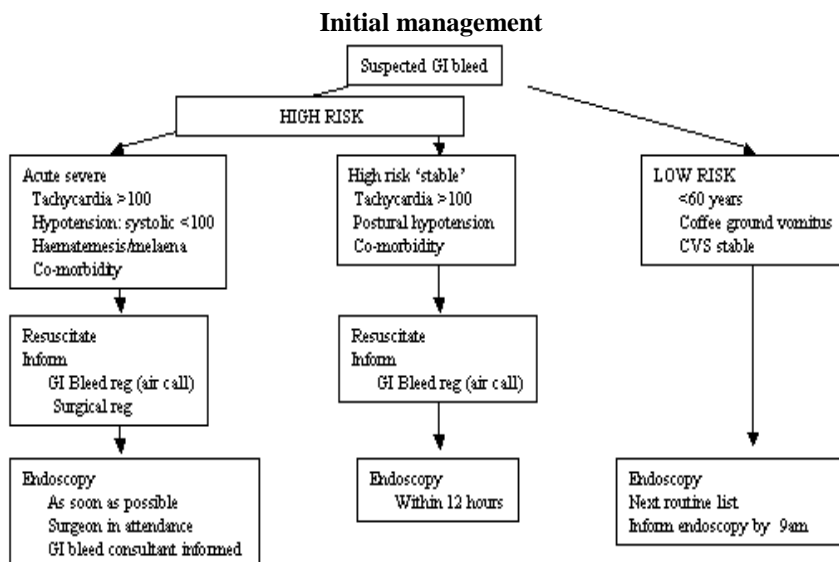 Initial management
Suspected GI bleed
HIGH RISK
Acute severe
Tachycardia >100
Hypotension: systolic <100
Haematemesis/melaena
Co-morbidity
High risk ‘stable’
Tachycardia >100
Postural hypotension
Co-morbidity
LOW RISK
<60 years
Coffee ground vomitus
CVS stable
Resuscitate
Inform
GI Bleed reg (air call)
Surgical reg
Resuscitate
Inform
GI Bleed reg (air call)
Endoscopy
As soon as possible
Surgeon in attendance
GI bleed consultant informed
Endoscopy
Within 12 hours
Endoscopy
Next routine list
Inform endoscopy by 9am